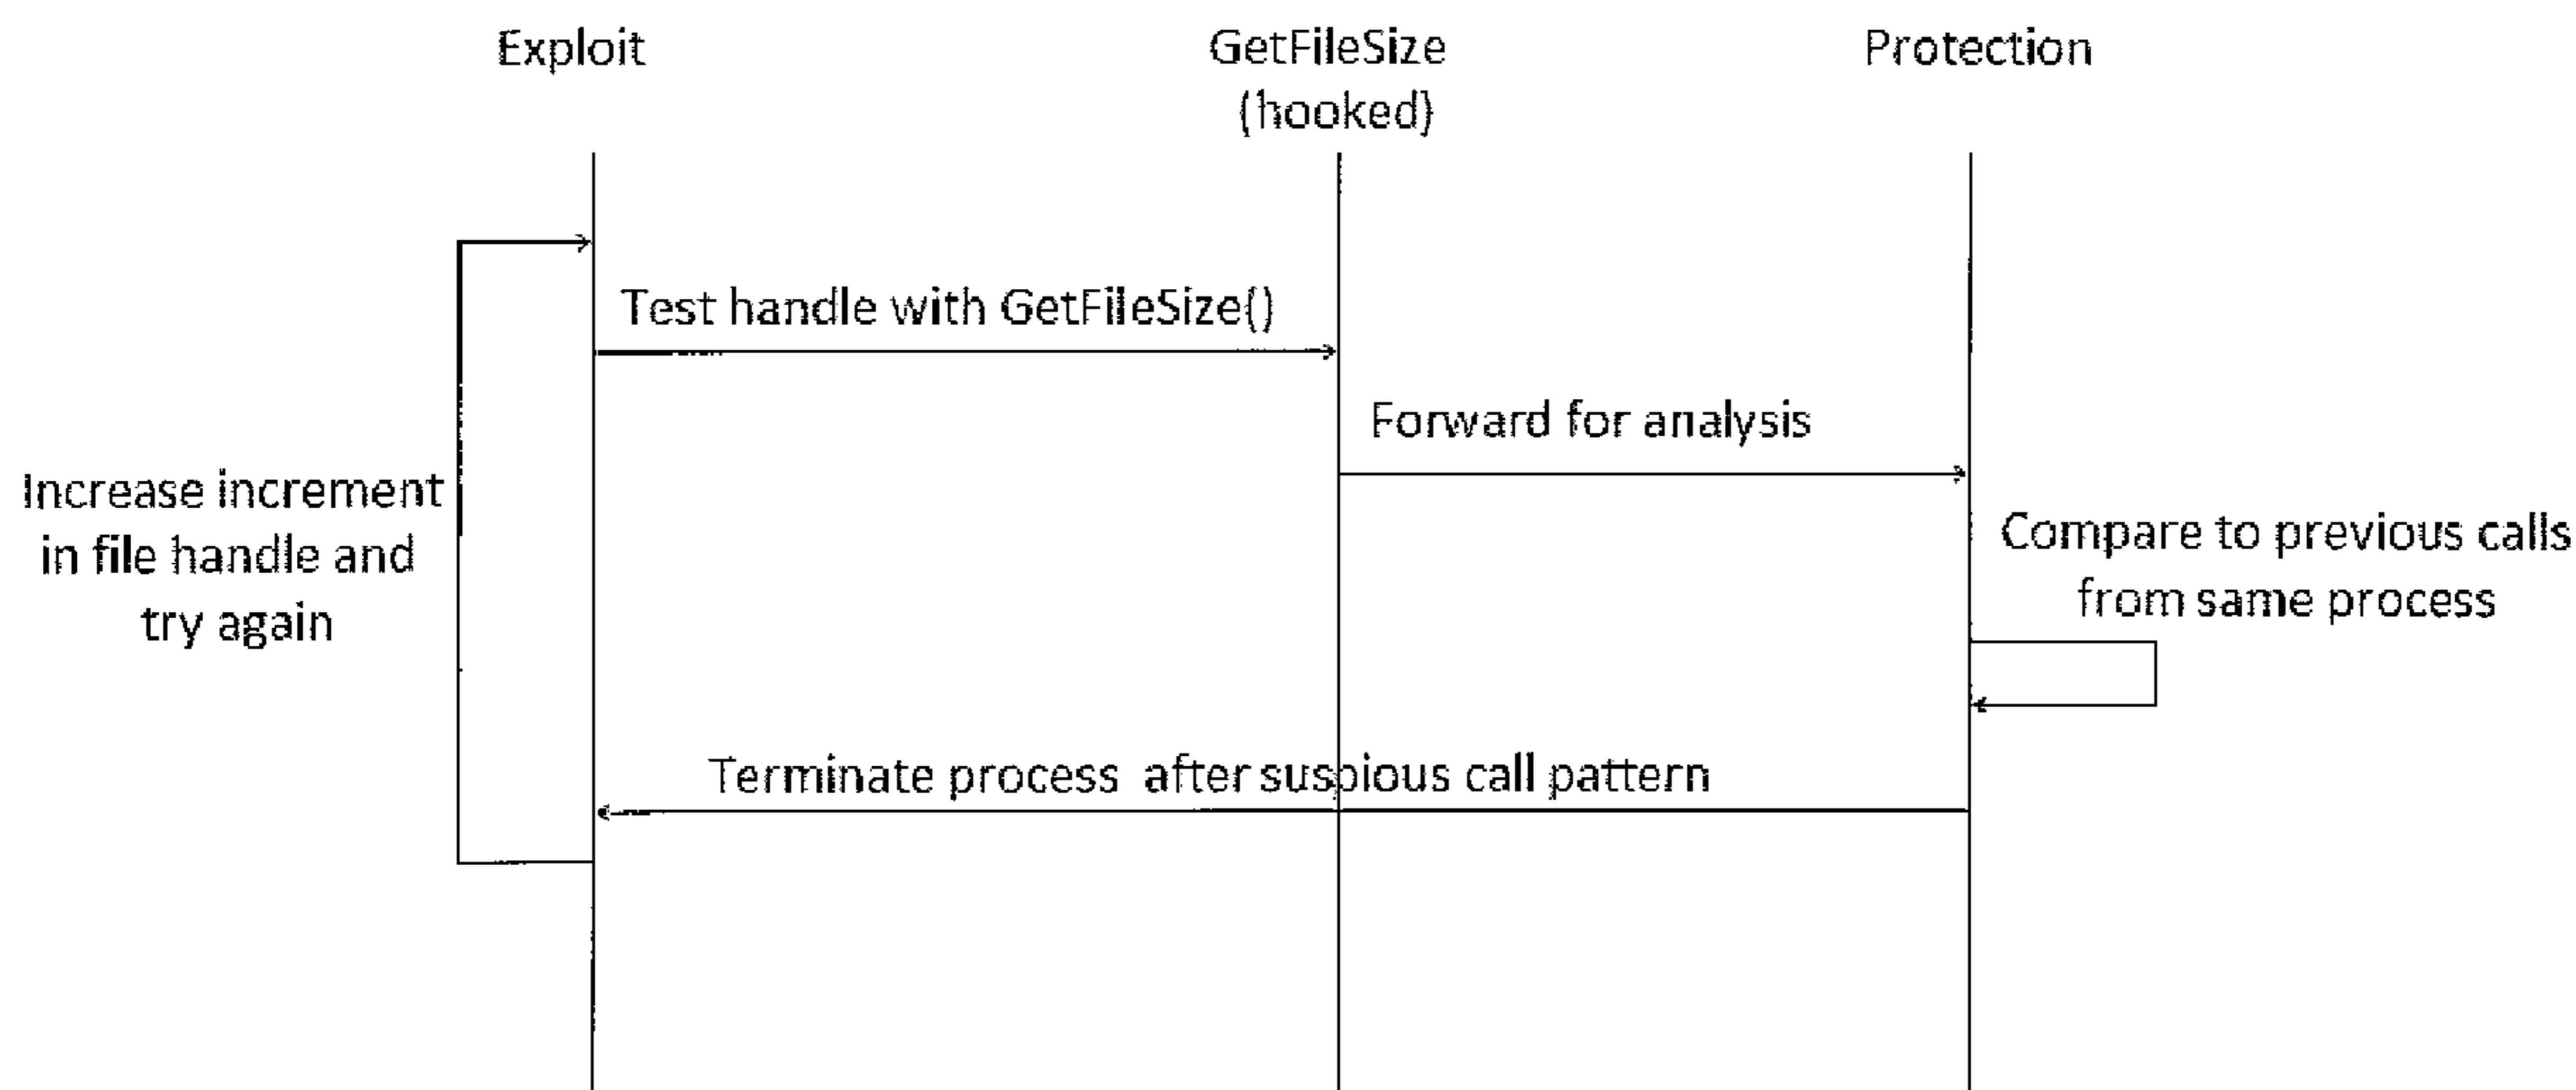 Exploit
GetFileSize
(hooked)
Protection
Test handle with GetFileSize()
Forward for analysis
Increase increment
in file handle and
try again
Compare to previous calls
from same process
Terminate process after suspious call pattern